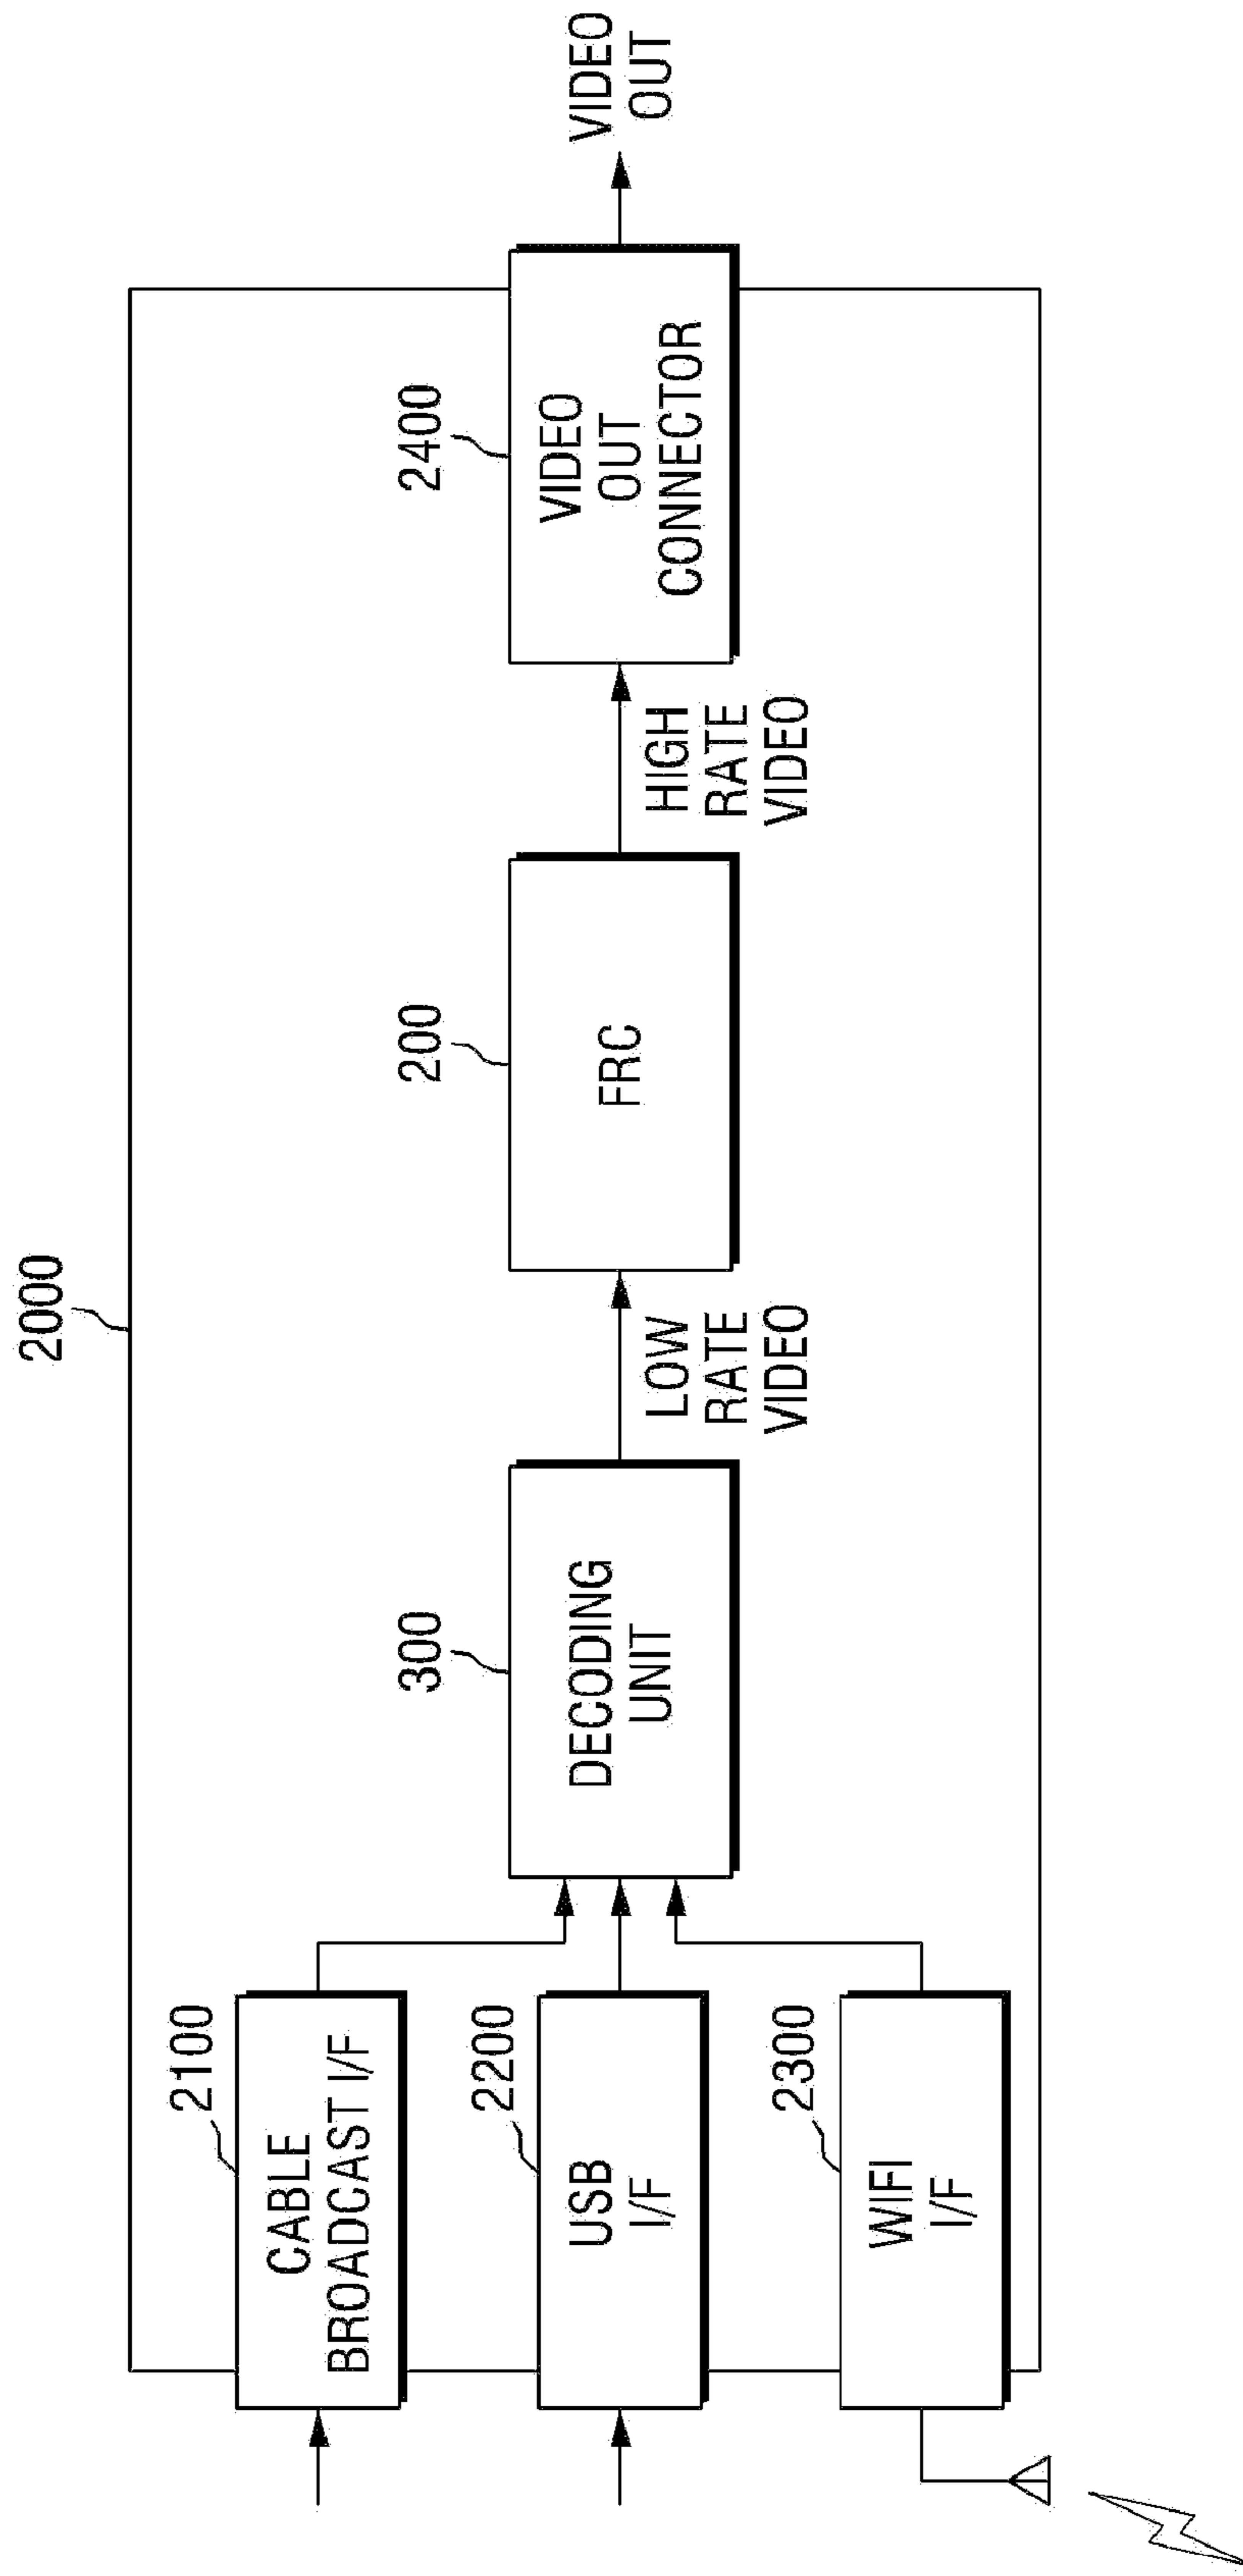 2000
2100
CABLE
BROADCAST I/F
2200
USB
I/F
2300
WIFI
I/F
300
DECODING
UNIT
LOW
RATE
VIDEO
200
FRC
HIGH
RATE
VIDEO
2400
VIDEO
OUT
CONNECTOR
VIDEO
OUT